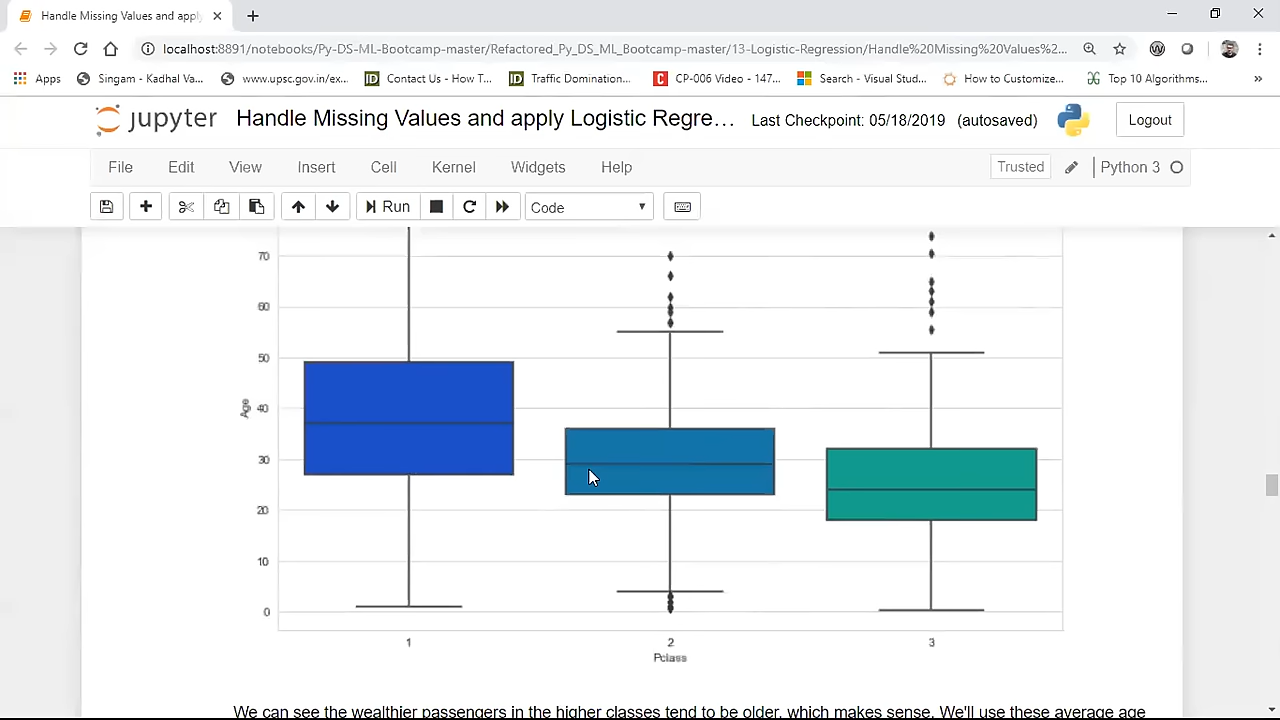 Handle Missing Values and apply
localhost:8891/notebooks/Py-DS-ML-Bootcamp-master/Refactored_Py_DS_ML_Bootcamp-master/13-Logistic-Regression/Handle%20Missing%20Values%2...
Apps Singam - Kadhal Va... www.upsc.gov.in/ex... Contact Us - How T... Traffic Domination... CP-006 Video - 147... Search - Visual Stud... How to Customize... Top 10 Algorithms... »
jupyter Handle Missing Values and apply Logistic Regre... Last Checkpoint: 05/18/2019 (autosaved) Logout
File Edit View Insert Cell Kernel Widgets Help Trusted Python 3
Run Code
70
60
50
40
Age
30
20
10
0
1 2 3
Pclass
We can see the wealthier passengers in the higher classes tend to be older, which makes sense. We'll use these average age